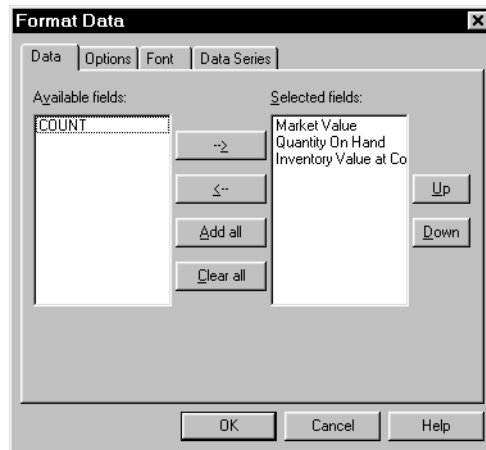 Format Data
Data
Options
Font
Data Series
Available fields:
Selected fields:
COUNT
Market Value
Quantity On Hand
Inventory Value at Co
-->
<--
Add all
Clear all
Up
Down
OK
Cancel
Help